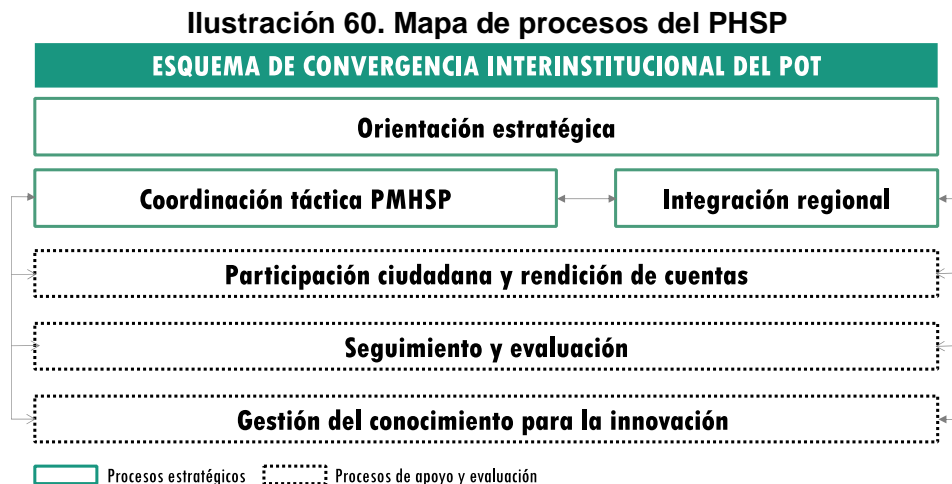 Ilustración 60. Mapa de procesos del PHSP
ESQUEMA DE CONVERGENCIA INTERINSTITUCIONAL DEL POT
Orientación estratégica
Coordinación táctica PMHSP
Integración regional
Participación ciudadana y rendición de cuentas
Seguimiento y evaluación
Gestión del conocimiento para la innovación
Procesos estratégicos
Procesos de apoyo y evaluación